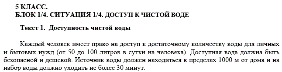 5 КЛАСС.
БЛОК 1/4. СИТУАЦИЯ 1/4. ДОСТУП К ЧИСТОЙ ВОДЕ
Текст 1. Доступность чистой воды
Каждый человек имеет право на доступ к достаточному количеству воды для личных
и бытовых нужд (от 50 до 100 литров в сутки на человека). Доступная вода должна быть
безопасной и дешевой. Источник воды должен находиться в пределах 1000 м от дома и на
набор воды должно уходить не более 30 минут.